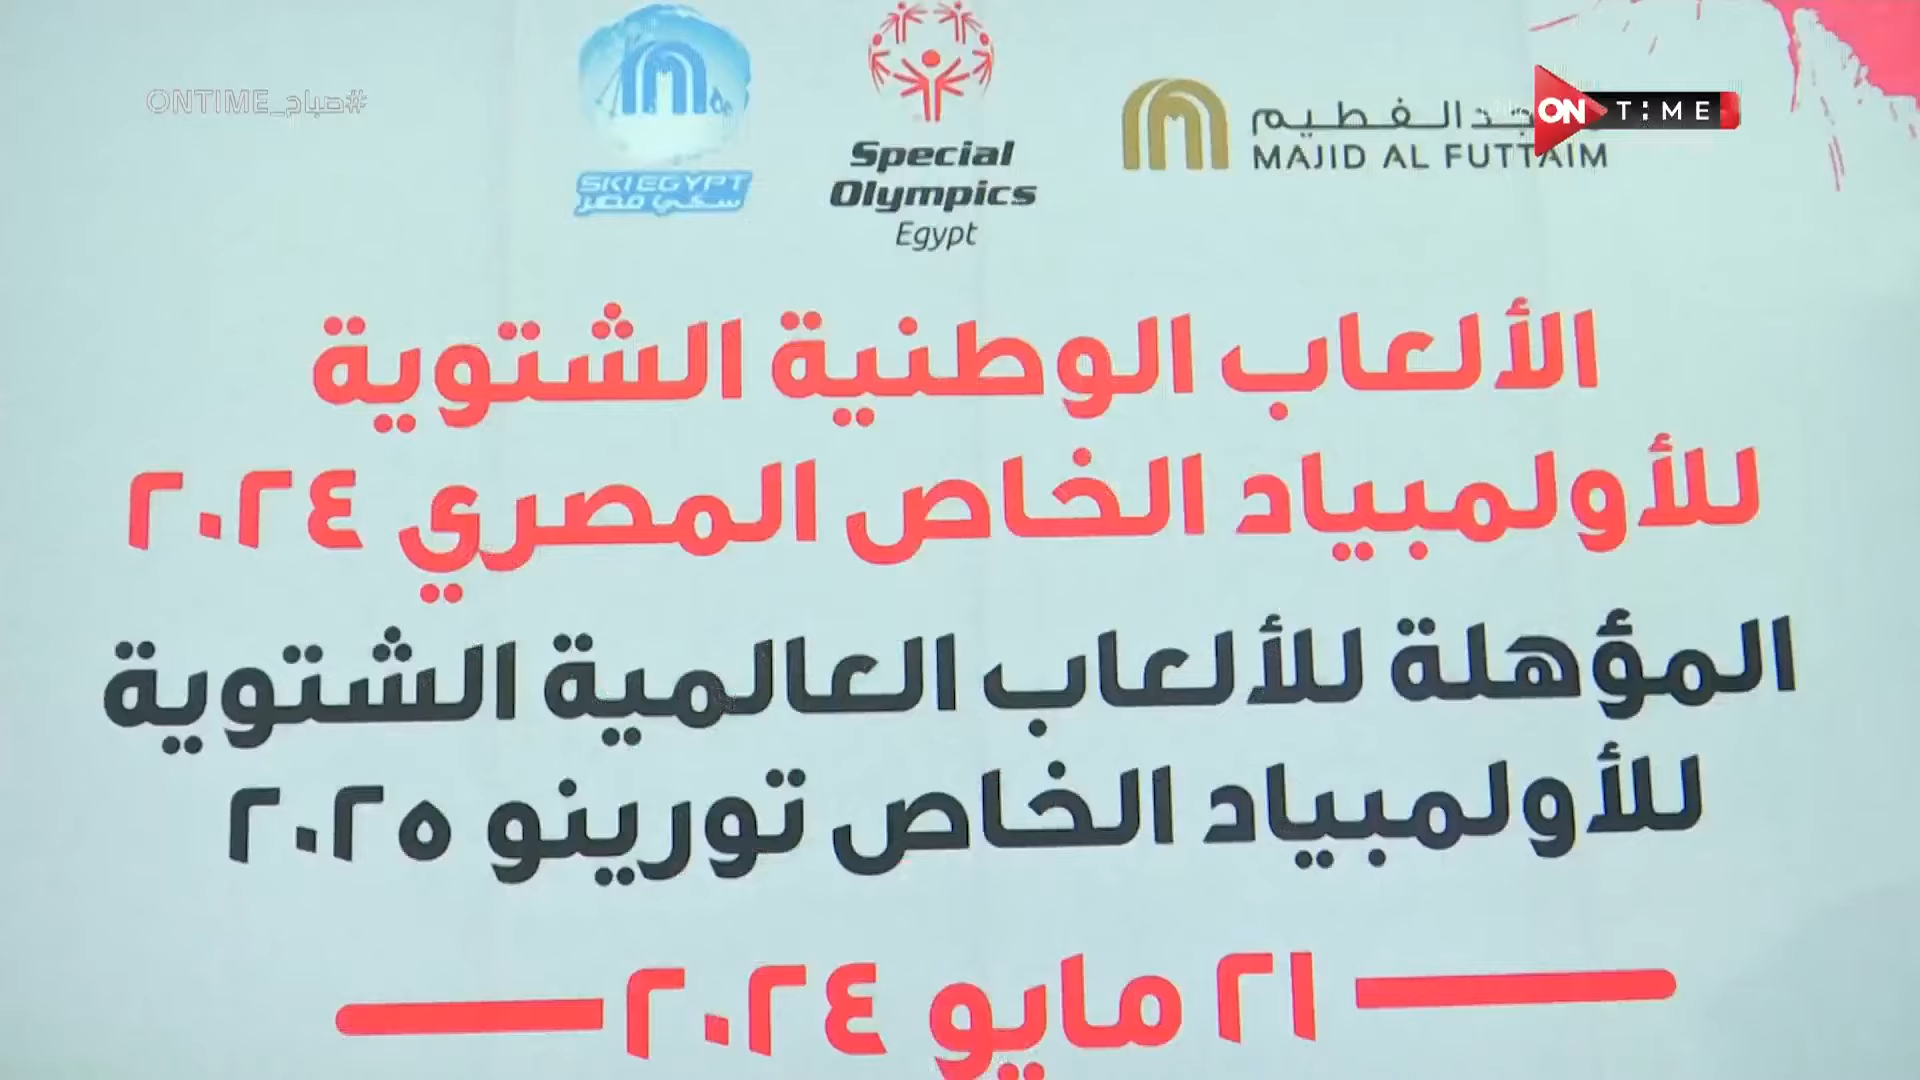 #صباح_ONTIME
SKI EGYPT
سكي مصر
Special
Olympics
Egypt
الفطيم
MAJID AL FUTTAIM
ON TIME
الألعاب الوطنية الشتوية
للأولمبياد الخاص المصري ٢٠٢٤
المؤهلة للألعاب العالمية الشتوية
للأولمبياد الخاص تورينو ٢٠٢٥
٢١ مايو ٢٠٢٤